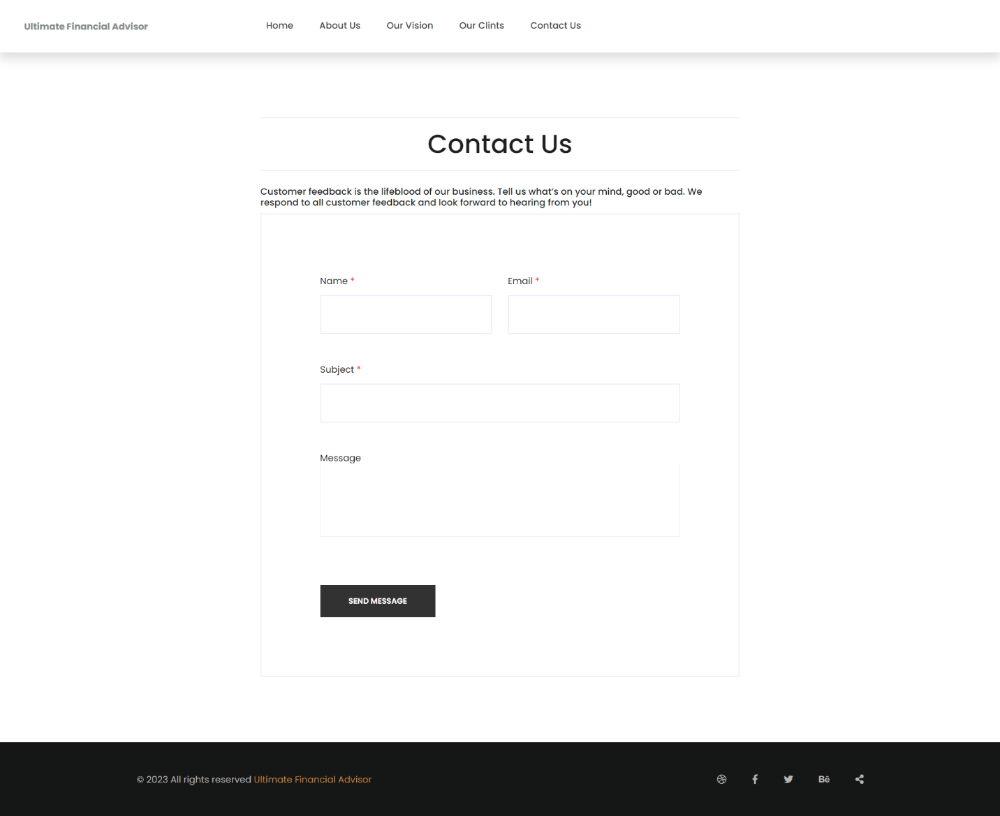 Ultimate Financial Advisor
Home About Us Our Vision Our Clints Contact Us
Contact Us
Customer feedback is the lifeblood of our business. Tell us what's on your mind, good or bad. We
respond to all customer feedback and look forward to hearing from you!
Name * Email *
Subject *
Message
SEND MESSAGE
© 2023 All rights reserved Ultimate Financial Advisor
Bē